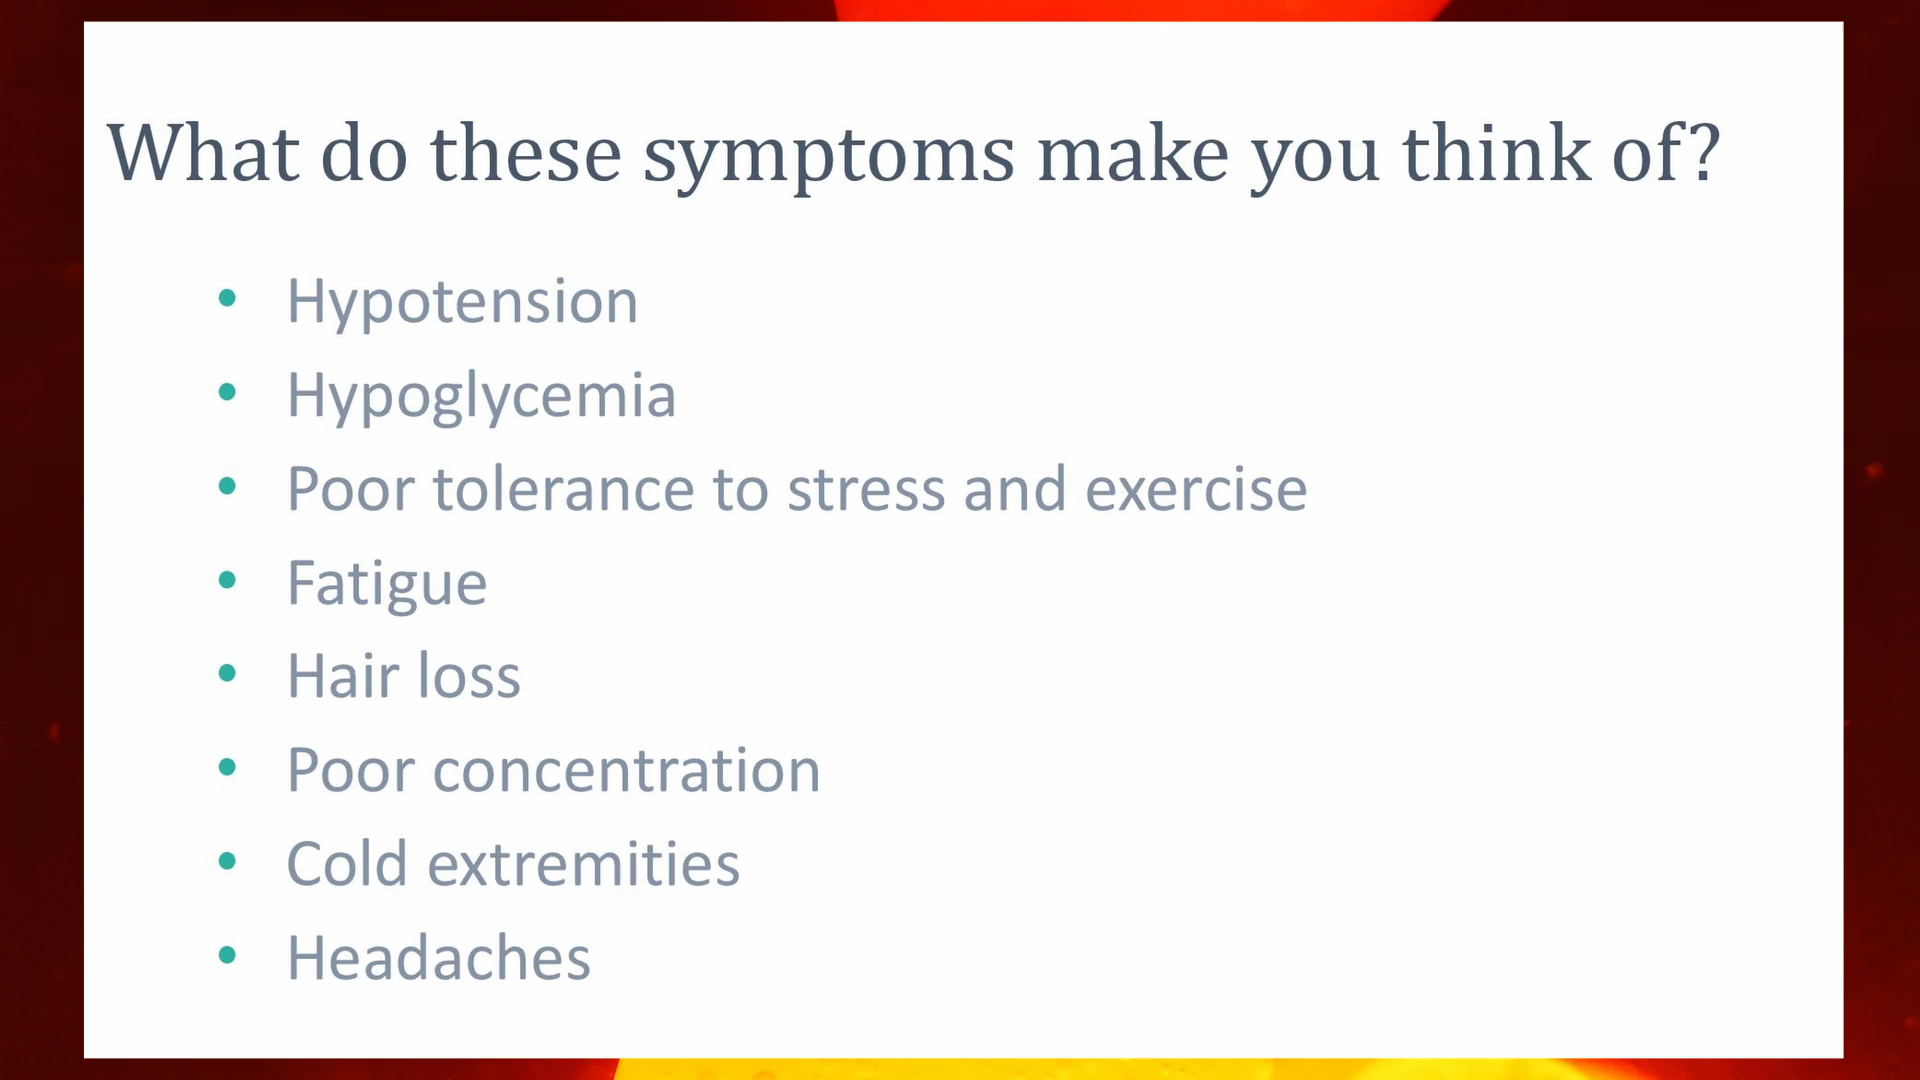 What do these symptoms make you think of?
• Hypotension
• Hypoglycemia
• Poor tolerance to stress and exercise
• Fatigue
• Hair loss
• Poor concentration
• Cold extremities
• Headaches